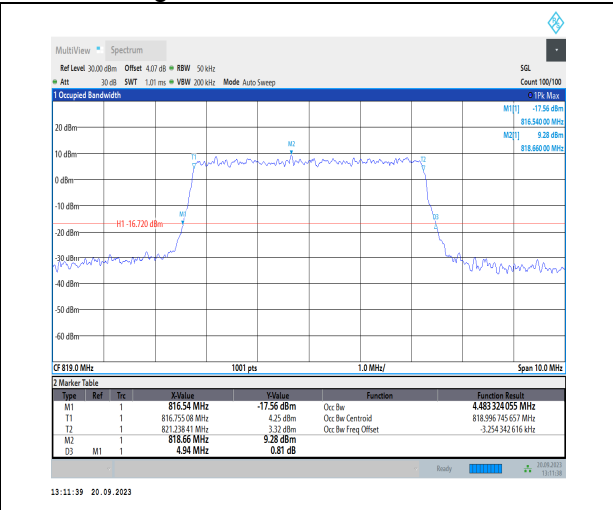 MultiView * Spectrum
Ref Level 30.00 dBm Offset 4.07 dB RBW 50 kHz SGL
Att 30 dB SWT 1.01 ms VBW 200 kHz Mode Auto Sweep Count 100/100
1 Occupied Bandwidth 1Pk Max
M1[1] -17.56 dBm
816.540 00 MHz
M2[1] 9.28 dBm
818.660 00 MHz
20 dBm
M2
10 dBm
T1 T2
0 dBm
-10 dBm
M1 D3
H1 -16.720 dBm
-20 dBm
-30 dBm
-40 dBm
-50 dBm
-60 dBm
CF 819.0 MHz 1001 pts 1.0 MHz/ Span 10.0 MHz
2 Marker Table
Type Ref Trc X-Value Y-Value Function Function Result
M1 1 816.54 MHz -17.56 dBm Occ Bw 4.483 324 055 MHz
T1 1 816.755 08 MHz 4.25 dBm Occ Bw Centroid 818.996 745 657 MHz
T2 1 821.238 41 MHz 3.32 dBm Occ Bw Freq Offset -3.254 342 616 kHz
M2 1 818.66 MHz 9.28 dBm
D3 M1 1 4.94 MHz 0.81 dB
Ready 20.09.2023
13:11:38
13:11:39 20.09.2023